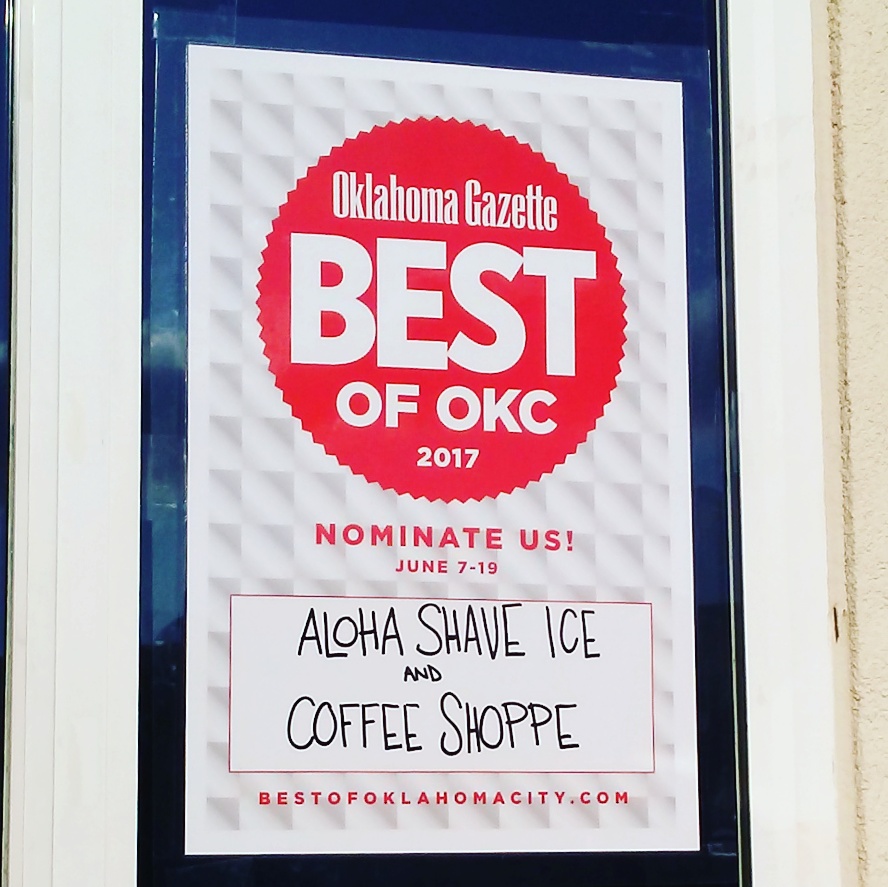 Oklahoma Gazette
BEST
OF OKC
2017
NOMINATE US!
JUNE 7-19
ALOHA SHAVE ICE
AND
COFFEE SHOPPE
BESTOFOKLAHOMACITY.COM